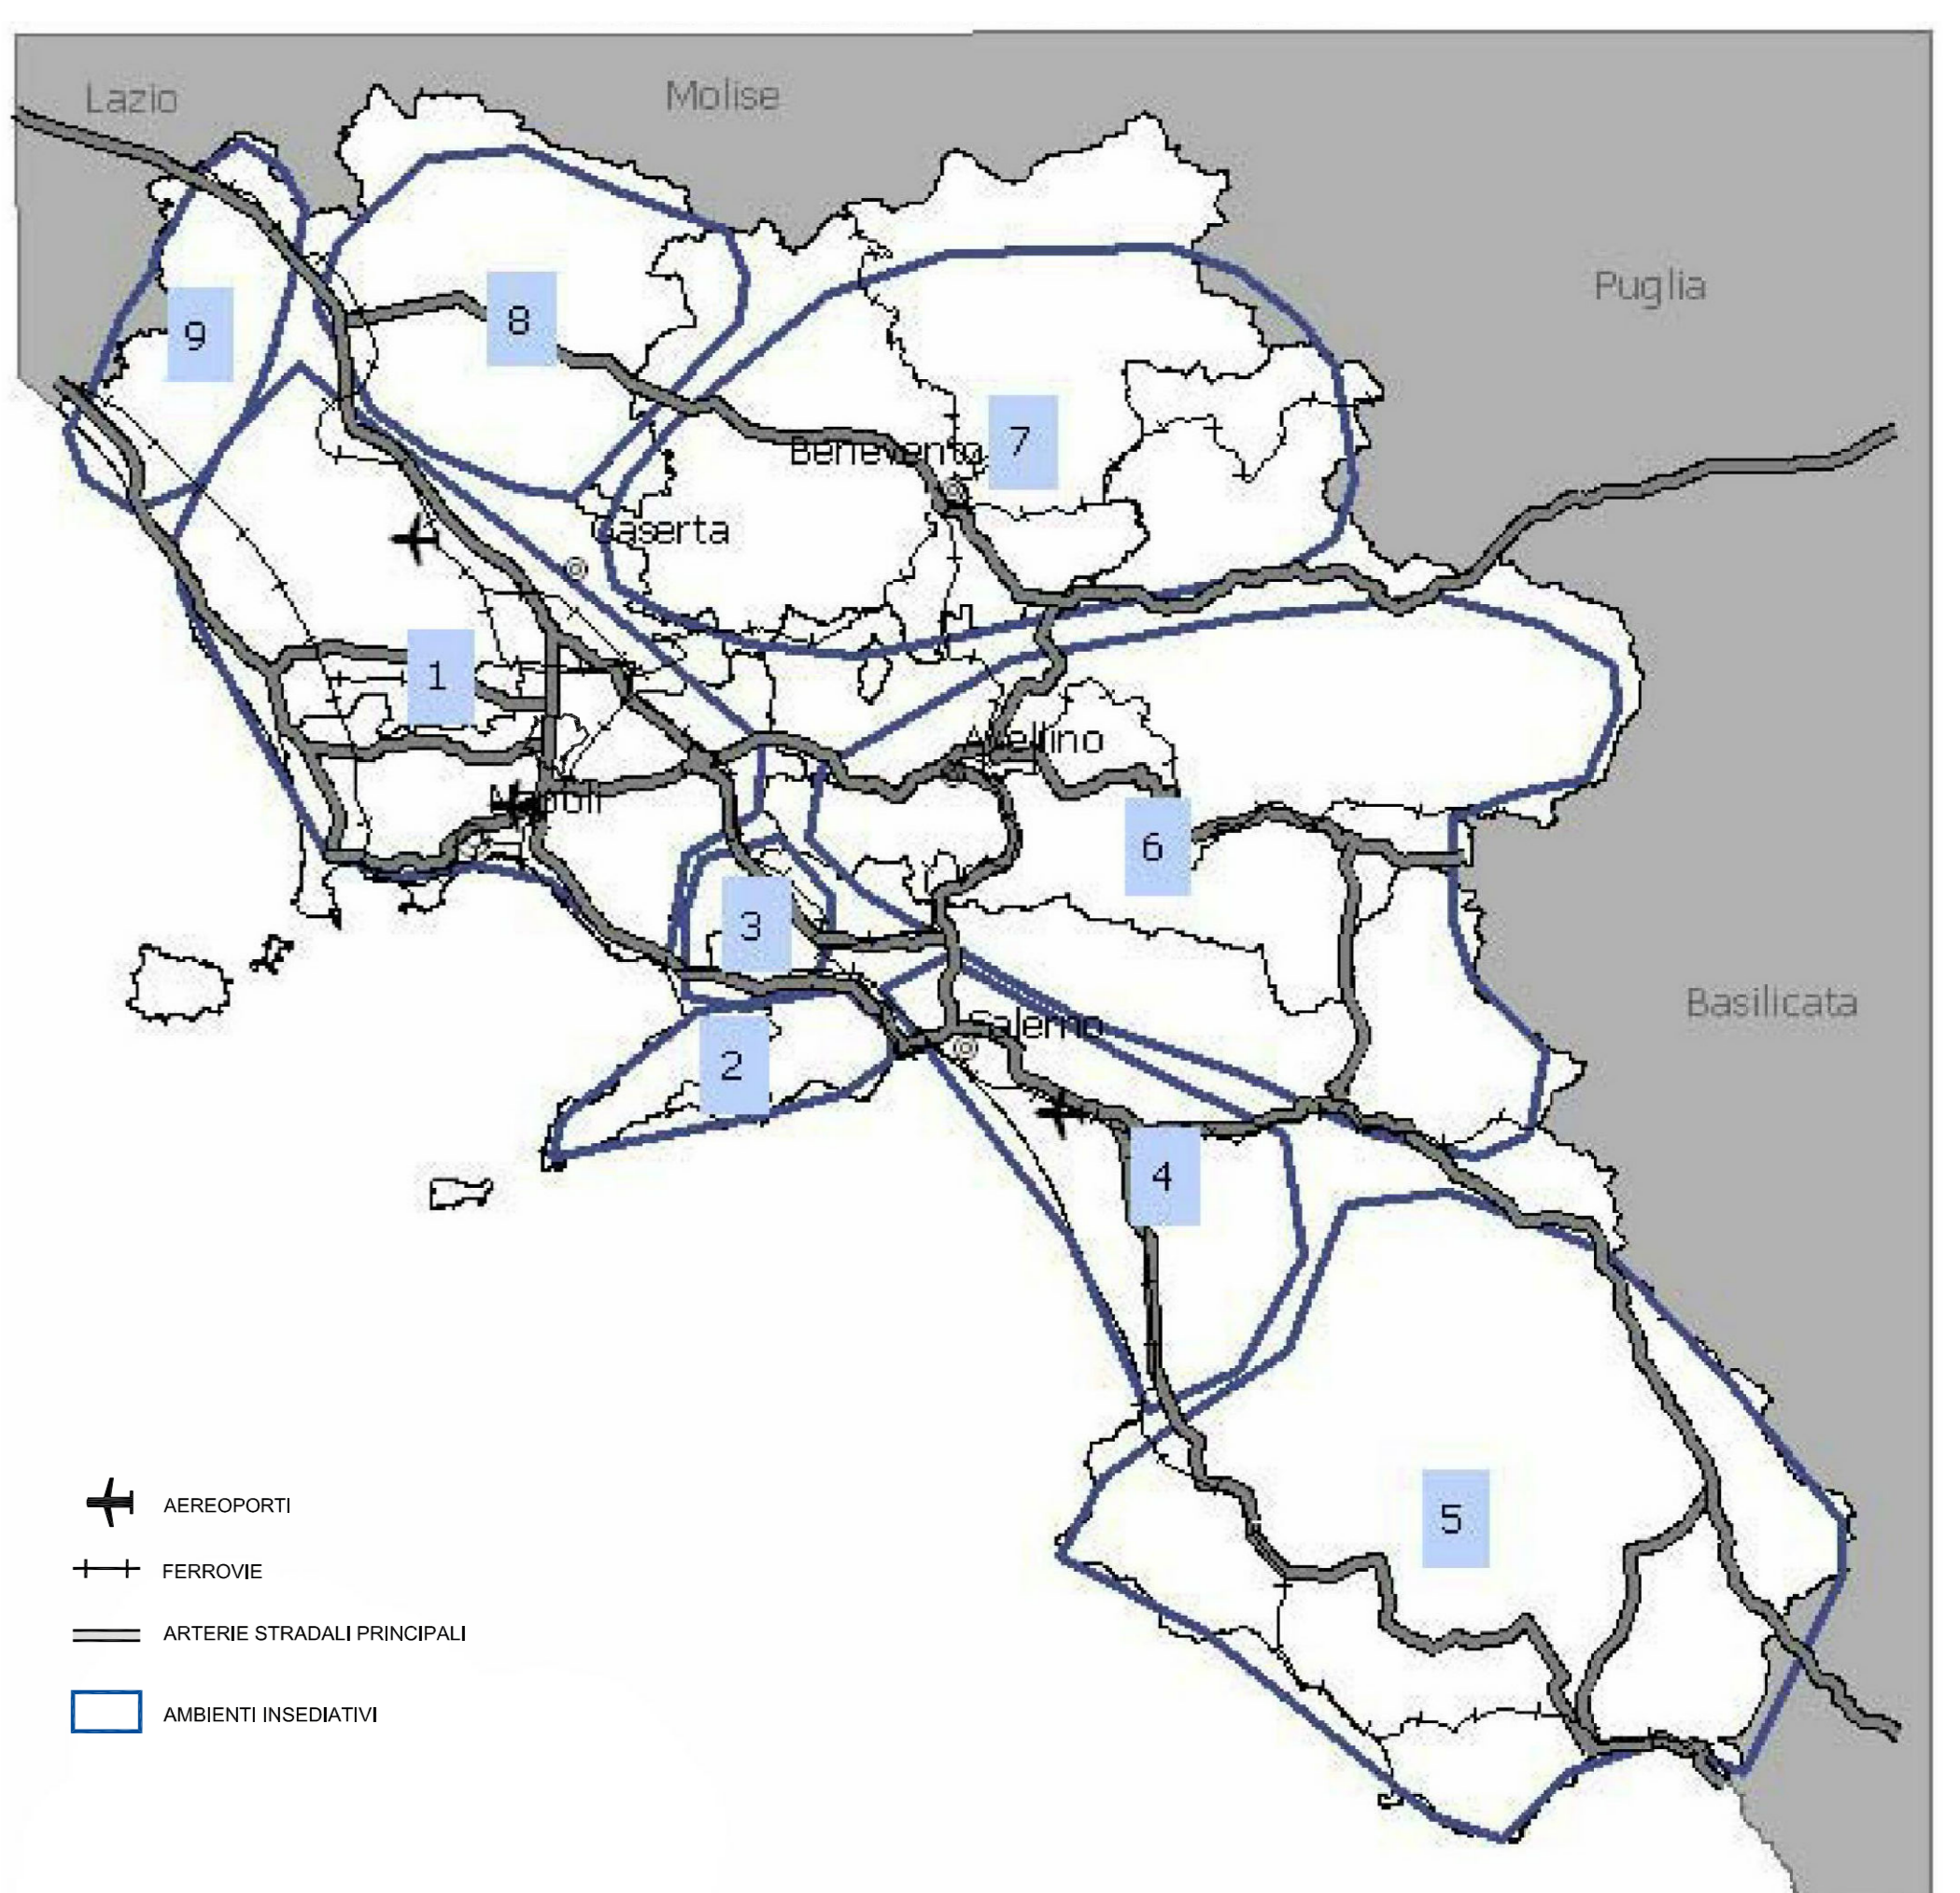 Lazio
Molise
Puglia
9
8
7
Benevento
Caserta
1
Avellino
Napoli
6
3
Basilicata
Salerno
2
4
5
AEREOPORTI
FERROVIE
ARTERIE STRADALI PRINCIPALI
AMBIENTI INSEDIATIVI